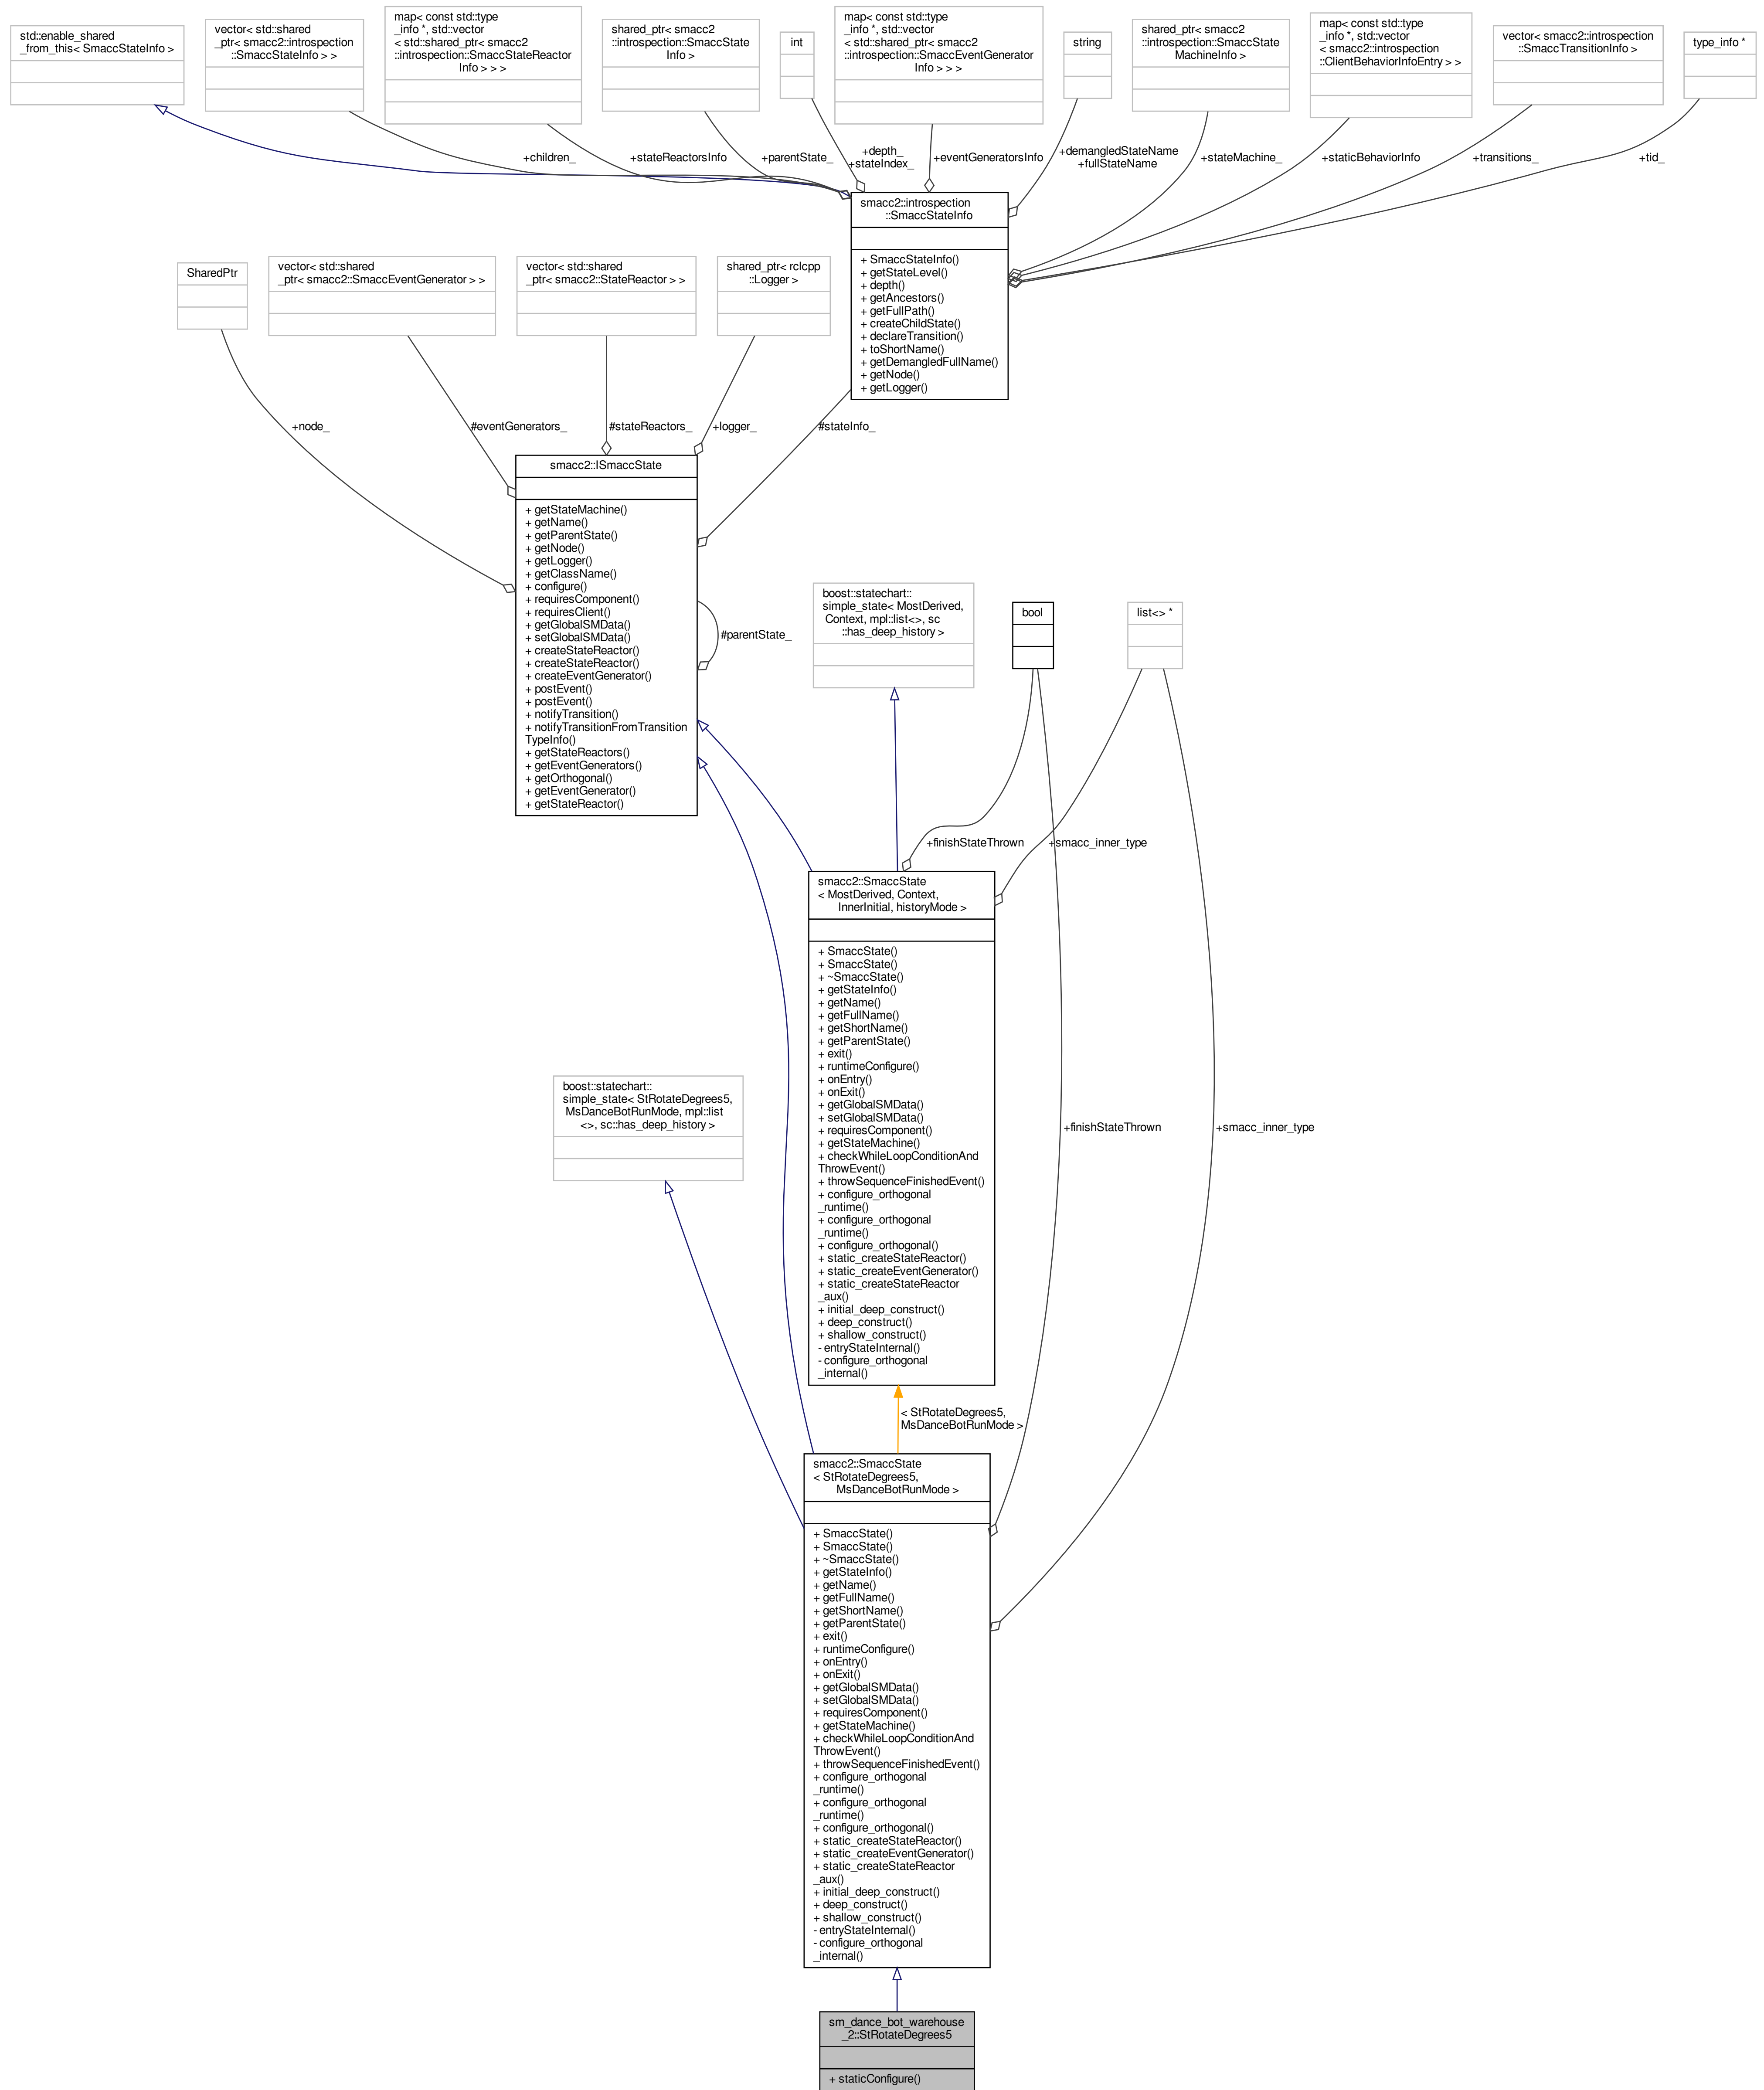 std::enable_shared
_from_this< SmaccStateInfo >
vector< std::shared
_ptr< smacc2::introspection
::SmaccStateInfo > >
map< const std::type
_info *, std::vector
< std::shared_ptr< smacc2
::introspection::SmaccStateReactor
Info > > >
shared_ptr< smacc2
::introspection::SmaccState
Info >
int
map< const std::type
_info *, std::vector
< std::shared_ptr< smacc2
::introspection::SmaccEventGenerator
Info > > >
string
shared_ptr< smacc2
::introspection::SmaccState
MachineInfo >
map< const std::type
_info *, std::vector
< smacc2::introspection
::ClientBehaviorInfoEntry > >
vector< smacc2::introspection
::SmaccTransitionInfo >
type_info *
+children_
+stateReactorsInfo
+parentState_
+depth_
+stateIndex_
+eventGeneratorsInfo
+demangledStateName
+fullStateName
+stateMachine_
+staticBehaviorInfo
+transitions_
+tid_
smacc2::introspection
::SmaccStateInfo
+ SmaccStateInfo()
+ getStateLevel()
+ depth()
+ getAncestors()
+ getFullPath()
+ createChildState()
+ declareTransition()
+ toShortName()
+ getDemangledFullName()
+ getNode()
+ getLogger()
SharedPtr
vector< std::shared
_ptr< smacc2::SmaccEventGenerator > >
vector< std::shared
_ptr< smacc2::StateReactor > >
shared_ptr< rclcpp
::Logger >
+node_
#eventGenerators_
#stateReactors_
+logger_
#stateInfo_
smacc2::ISmaccState
+ getStateMachine()
+ getName()
+ getParentState()
+ getNode()
+ getLogger()
+ getClassName()
+ configure()
+ requiresComponent()
+ requiresClient()
+ getGlobalSMData()
+ setGlobalSMData()
+ createStateReactor()
+ createStateReactor()
+ createEventGenerator()
+ postEvent()
+ postEvent()
+ notifyTransition()
+ notifyTransitionFromTransition
TypeInfo()
+ getStateReactors()
+ getEventGenerators()
+ getOrthogonal()
+ getEventGenerator()
+ getStateReactor()
#parentState_
boost::statechart::
simple_state< MostDerived,
Context, mpl::list<>, sc
::has_deep_history >
bool
list<> *
+finishStateThrown
+smacc_inner_type
smacc2::SmaccState
< MostDerived, Context,
InnerInitial, historyMode >
+ SmaccState()
+ SmaccState()
+ ~SmaccState()
+ getStateInfo()
+ getName()
+ getFullName()
+ getShortName()
+ getParentState()
+ exit()
+ runtimeConfigure()
+ onEntry()
+ onExit()
+ getGlobalSMData()
+ setGlobalSMData()
+ requiresComponent()
+ getStateMachine()
+ checkWhileLoopConditionAnd
ThrowEvent()
+ throwSequenceFinishedEvent()
+ configure_orthogonal
_runtime()
+ configure_orthogonal
_runtime()
+ configure_orthogonal()
+ static_createStateReactor()
+ static_createEventGenerator()
+ static_createStateReactor
_aux()
+ initial_deep_construct()
+ deep_construct()
+ shallow_construct()
- entryStateInternal()
- configure_orthogonal
_internal()
boost::statechart::
simple_state< StRotateDegrees5,
MsDanceBotRunMode, mpl::list
<>, sc::has_deep_history >
+finishStateThrown
+smacc_inner_type
< StRotateDegrees5,
MsDanceBotRunMode >
smacc2::SmaccState
< StRotateDegrees5,
MsDanceBotRunMode >
+ SmaccState()
+ SmaccState()
+ ~SmaccState()
+ getStateInfo()
+ getName()
+ getFullName()
+ getShortName()
+ getParentState()
+ exit()
+ runtimeConfigure()
+ onEntry()
+ onExit()
+ getGlobalSMData()
+ setGlobalSMData()
+ requiresComponent()
+ getStateMachine()
+ checkWhileLoopConditionAnd
ThrowEvent()
+ throwSequenceFinishedEvent()
+ configure_orthogonal
_runtime()
+ configure_orthogonal
_runtime()
+ configure_orthogonal()
+ static_createStateReactor()
+ static_createEventGenerator()
+ static_createStateReactor
_aux()
+ initial_deep_construct()
+ deep_construct()
+ shallow_construct()
- entryStateInternal()
- configure_orthogonal
_internal()
sm_dance_bot_warehouse
_2::StRotateDegrees5
+ staticConfigure()